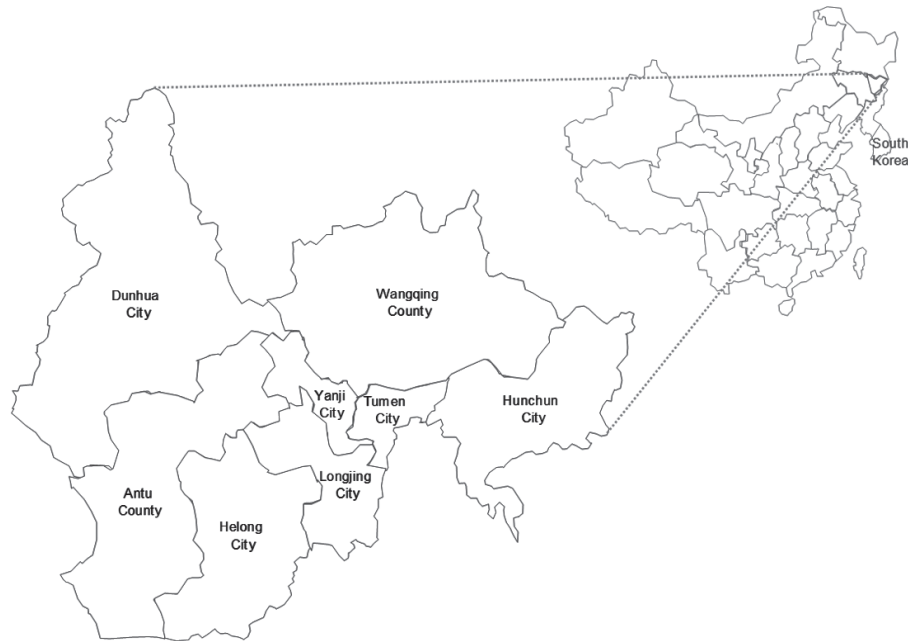 South
Korea
Dunhua
City
Wangqing
County
Yanji
City
Tumen
City
Hunchun
City
Longjing
City
Antu
County
Helong
City